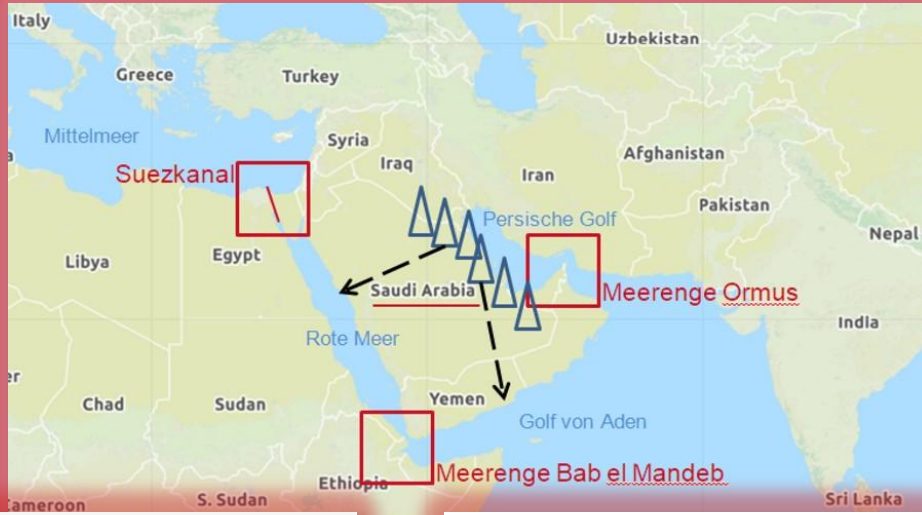 Italy
Uzbekistan
Greece
Turkey
Mittelmeer
Syria
Afghanistan
Suezkanal
Iraq
Iran
Pakistan
Persische Golf
Nepal
Libya
Egypt
Saudi Arabia
Meerenge Ormus
India
Rote Meer
er
Chad
Sudan
Yemen
Golf von Aden
Meerenge Bab el Mandeb
Ethiopia
Cameroon
S. Sudan
Sri Lanka